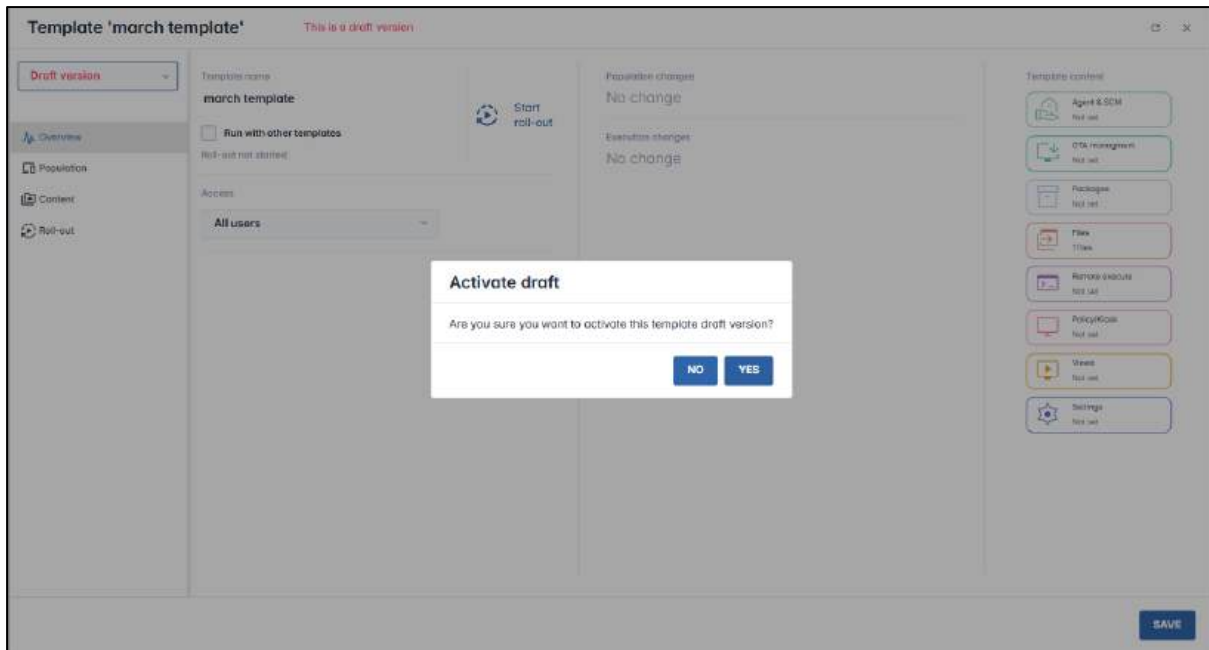 Template 'march template'
This is a draft version
Draft version
Overview
Population
Content
Roll-out
Template name
march template
Run with other templates
Roll-out not started
Start
roll-out
Access
All users
Population changes
No change
Execution changes
No change
Template content
Agent & SCM
Not set
OTA managment
Not set
Packages
Not set
Files
Remote execute
Not set
Policy/Kiosk
Not set
Views
Not set
Settings
Not set
Activate draft
Are you sure you want to activate this template draft version?
NO
YES
SAVE